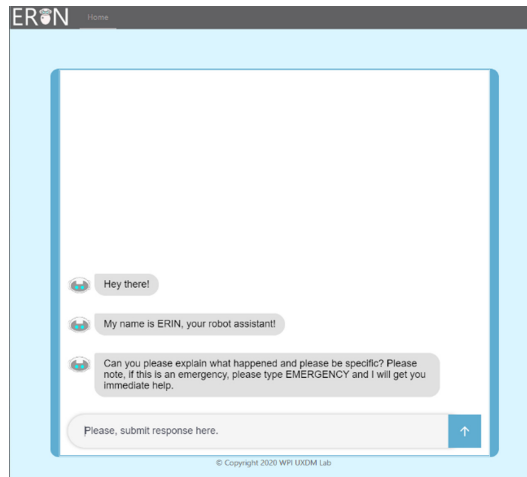 ERIN
Home
Hey there!
My name is ERIN, your robot assistant!
Can you please explain what happened and please be specific? Please
note, if this is an emergency, please type EMERGENCY and I will get you
immediate help.
Please, submit response here.
© Copyright 2020 WPI UXDM Lab